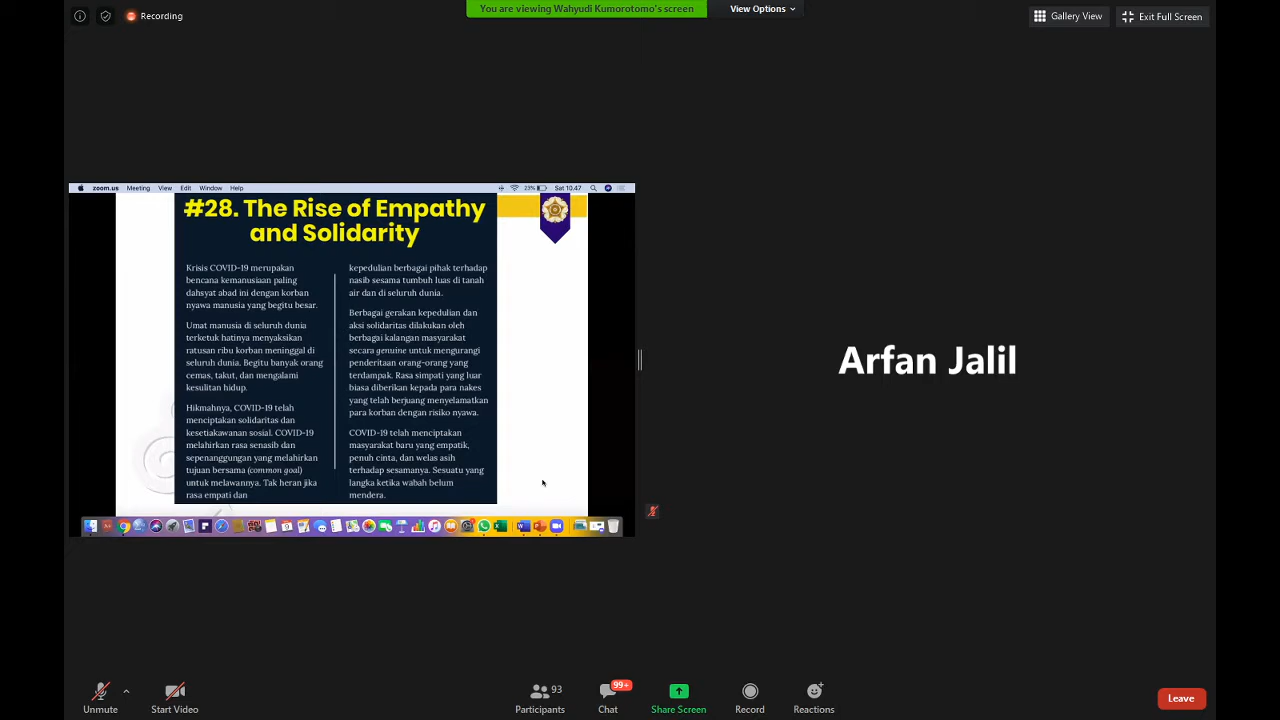 Recording
You are viewing Wahyudi Kumorotomo's screen
View Options
Gallery View
Exit Full Screen
zoom.us Meeting View Edit Window Help
23% Sat 10.47
#28. The Rise of Empathy
and Solidarity
Krisis COVID-19 merupakan
bencana kemanusiaan paling
dahsyat abad ini dengan korban
nyawa manusia yang begitu besar.
Umat manusia di seluruh dunia
terketuk hatinya menyaksikan
ratusan ribu korban meninggal di
seluruh dunia. Begitu banyak orang
cemas, takut, dan mengalami
kesulitan hidup.
Hikmahnya, COVID-19 telah
menciptakan solidaritas dan
kesetiakawanan sosial. COVID-19
melahirkan rasa senasib dan
sepenanggungan yang melahirkan
tujuan bersama (common goal)
untuk melawannya. Tak heran jika
rasa empati dan
kepedulian berbagai pihak terhadap
nasib sesama tumbuh luas di tanah
air dan di seluruh dunia.
Berbagai gerakan kepedulian dan
aksi solidaritas dilakukan oleh
berbagai kalangan masyarakat
secara genuine untuk mengurangi
penderitaan orang-orang yang
terdampak. Rasa simpati yang luar
biasa diberikan kepada para nakes
yang telah berjuang menyelamatkan
para korban dengan risiko nyawa.
COVID-19 telah menciptakan
masyarakat baru yang empatik,
penuh cinta, dan welas asih
terhadap sesamanya. Sesuatu yang
langka ketika wabah belum
mendera.
Arfan Jalil
Unmute
Start Video
93
Participants
99+
Chat
Share Screen
Record
Reactions
Leave